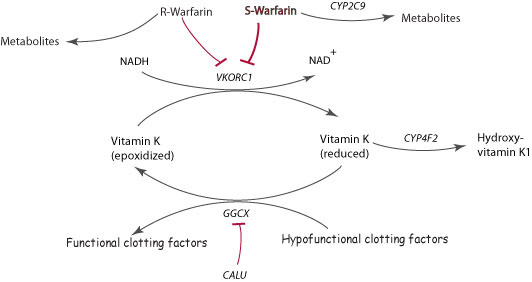 R-Warfarin S-Warfarin CYP2C9
Metabolites Metabolites
NADH NAD+
VKORC1
Vitamin K
(epoxidized)
Vitamin K
(reduced)
CYP4F2
Hydroxy-
vitamin K1
GGCX
Functional clotting factors Hypofunctional clotting factors
CALU